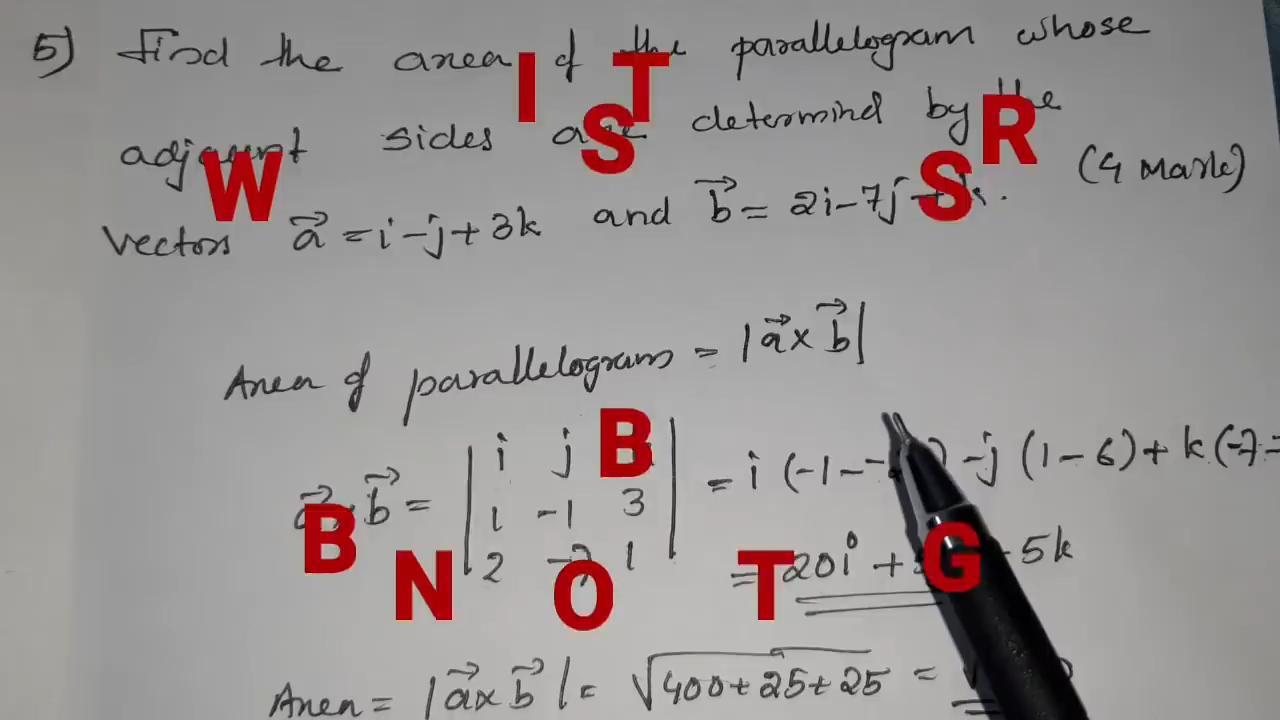 5) Find the area of the parallelogram whose
I T
adjacent sides are determind by the
S R
W S
vectors a⃗ = i - j + 3k and b⃗ = 2i - 7j + k. (4 Mark)
Area of parallelogram = |a⃗ x b⃗|
B
b⃗ = | i j | = i (-1 - - ) - j (1 - 6) + k (-7 -
1 -1 3
2 -7 1
B N O T G
= 20i + 5k
Area = |a⃗ x b⃗| = √400 + 25 + 25 =